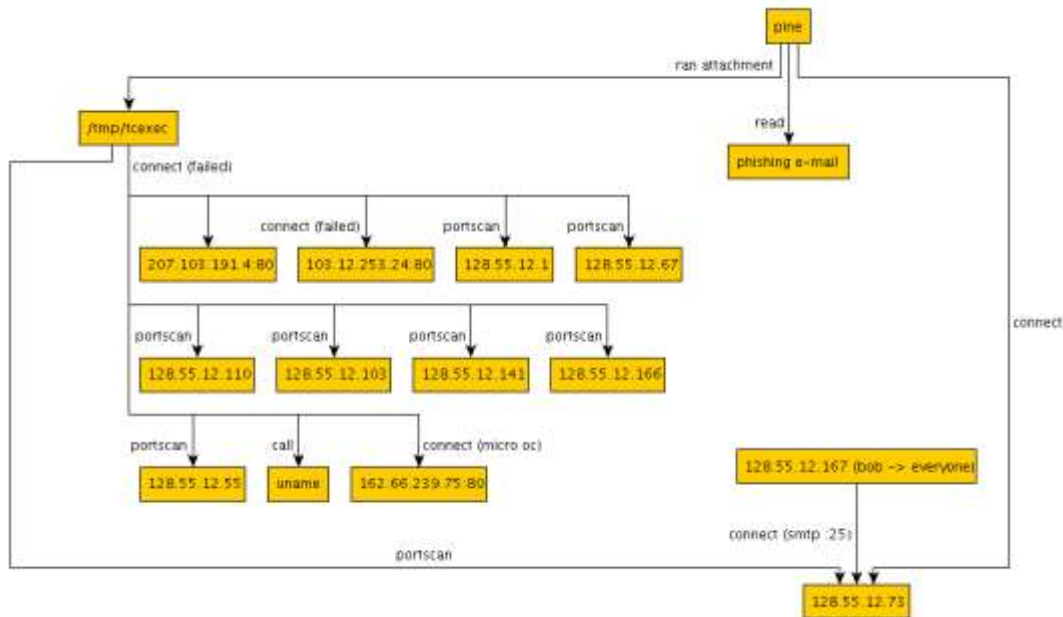 pine
ran attachment
/tmp/tcexec
read
connect (failed)
phishing e-mail
connect (failed)
portscan
portscan
207.103.191.4:80
103.12.253.24:80
128.55.12.1
128.55.12.67
connect
portscan
portscan
portscan
portscan
128.55.12.110
128.55.12.103
128.55.12.141
128.55.12.166
portscan
call
connect (micro oc)
128.55.12.167 (bob -> everyone)
128.55.12.55
uname
162.66.239.75:80
connect (smtp :25)
portscan
128.55.12.73